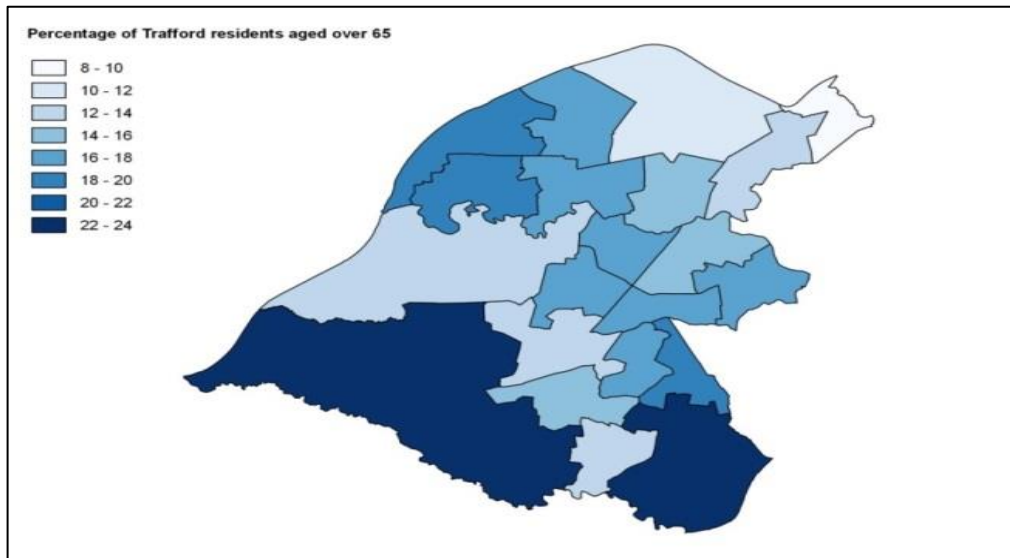 Percentage of Trafford residents aged over 65
8 - 10
10 - 12
12 - 14
14 - 16
16 - 18
18 - 20
20 - 22
22 - 24